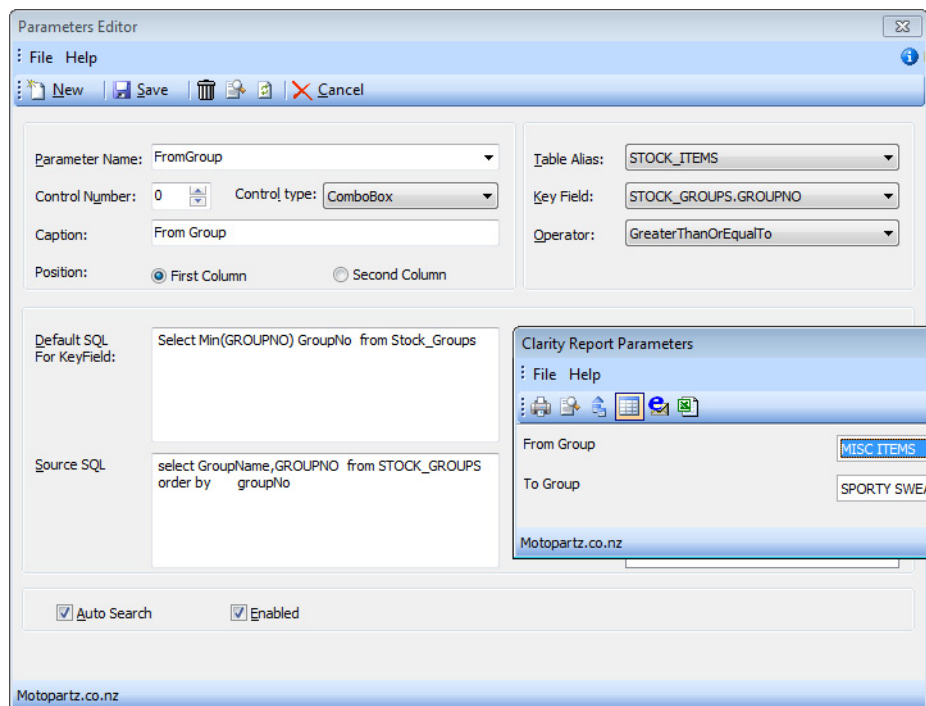 Parameters Editor
File Help
New Save Cancel
Parameter Name: FromGroup
Control Number: 0 Control type: ComboBox
Caption: From Group
Position: First Column Second Column
Table Alias: STOCK_ITEMS
Key Field: STOCK_GROUPS.GROUPNO
Operator: GreaterThanOrEqualTo
Default SQL
For KeyField:
Select Min(GROUPNO) GroupNo from Stock_Groups
Source SQL
select GroupName,GROUPNO from STOCK_GROUPS
order by groupNo
Clarity Report Parameters
File Help
From Group MISC ITEMS
To Group SPORTY SWEA
Motopartz.co.nz
Auto Search Enabled
Motopartz.co.nz